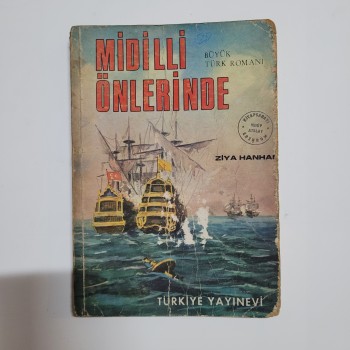 MİDİLLİ
ÖNLERİNDE
BÜYÜK
TÜRK ROMANI
ZİYA HANHAN
TÜRKİYE YAYINEVİ